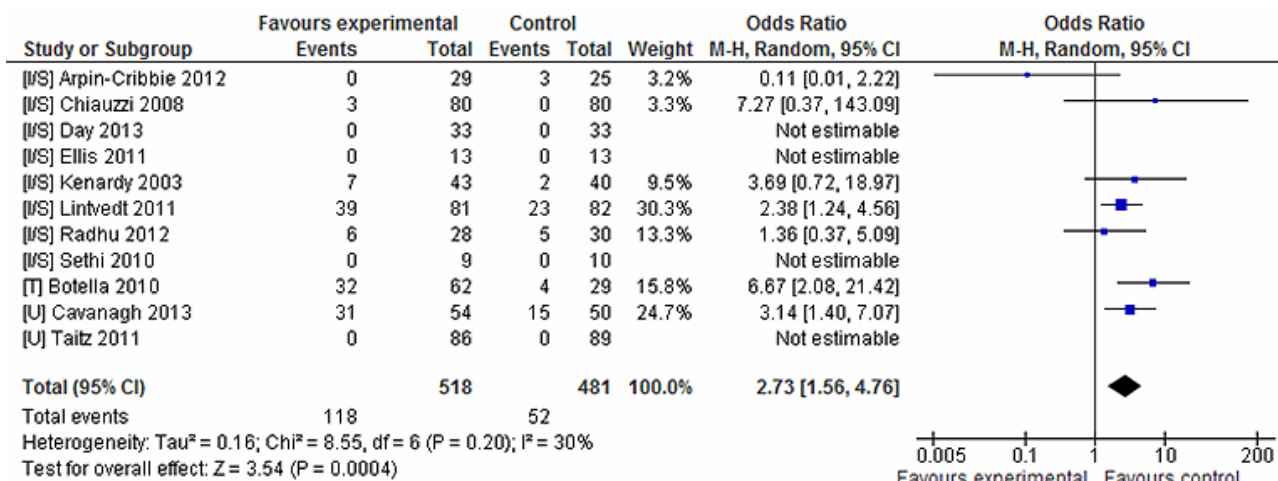 Favours experimental Control Odds Ratio Odds Ratio
Study or Subgroup Events Total Events Total Weight M-H, Random, 95% CI M-H, Random, 95% CI
[I/S] Arpin-Cribbie 2012 0 29 3 25 3.2% 0.11 [0.01, 2.22]
[I/S] Chiauzzi 2008 3 80 0 80 3.3% 7.27 [0.37, 143.09]
[I/S] Day 2013 0 33 0 33 Not estimable
[I/S] Ellis 2011 0 13 0 13 Not estimable
[I/S] Kenardy 2003 7 43 2 40 9.5% 3.69 [0.72, 18.97]
[I/S] Lintvedt 2011 39 81 23 82 30.3% 2.38 [1.24, 4.56]
[I/S] Radhu 2012 6 28 5 30 13.3% 1.36 [0.37, 5.09]
[I/S] Sethi 2010 0 9 0 10 Not estimable
[T] Botella 2010 32 62 4 29 15.8% 6.67 [2.08, 21.42]
[U] Cavanagh 2013 31 54 15 50 24.7% 3.14 [1.40, 7.07]
[U] Taitz 2011 0 86 0 89 Not estimable
Total (95% CI) 518 481 100.0% 2.73 [1.56, 4.76]
Total events 118 52
Heterogeneity: Tau² = 0.16; Chi² = 8.55, df = 6 (P = 0.20); I² = 30%
Test for overall effect: Z = 3.54 (P = 0.0004)
0.005 0.1 1 10 200
Favours experimental Favours control